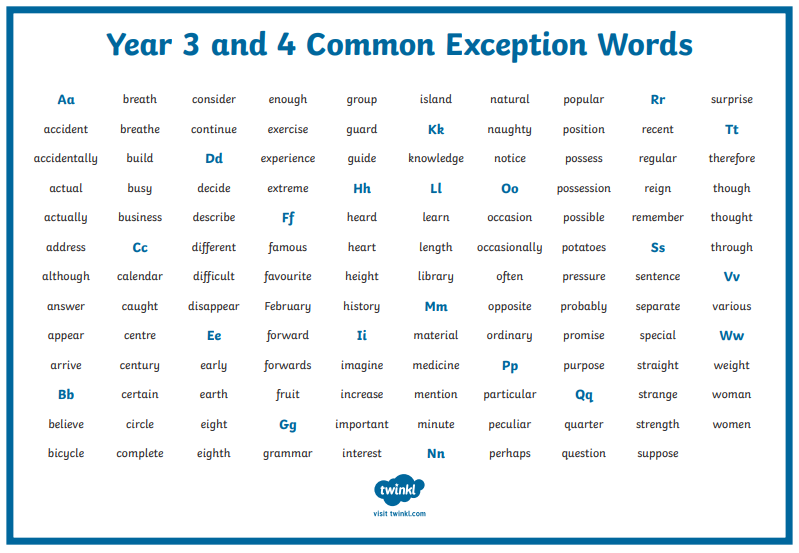 Year 3 and 4 Common Exception Words
Aa breath consider enough group island natural popular Rr surprise
accident breathe continue exercise guard Kk naughty position recent Tt
accidentally build Dd experience guide knowledge notice possess regular therefore
actual busy decide extreme Hh Ll Oo possession reign though
actually business describe Ff heard learn occasion possible remember thought
address Cc different famous heart length occasionally potatoes Ss through
although calendar difficult favourite height library often pressure sentence Vv
answer caught disappear February history Mm opposite probably separate various
appear centre Ee forward Ii material ordinary promise special Ww
arrive century early forwards imagine medicine Pp purpose straight weight
Bb certain earth fruit increase mention particular Qq strange woman
believe circle eight Gg important minute peculiar quarter strength women
bicycle complete eighth grammar interest Nn perhaps question suppose
twinkl
visit twinkl.com